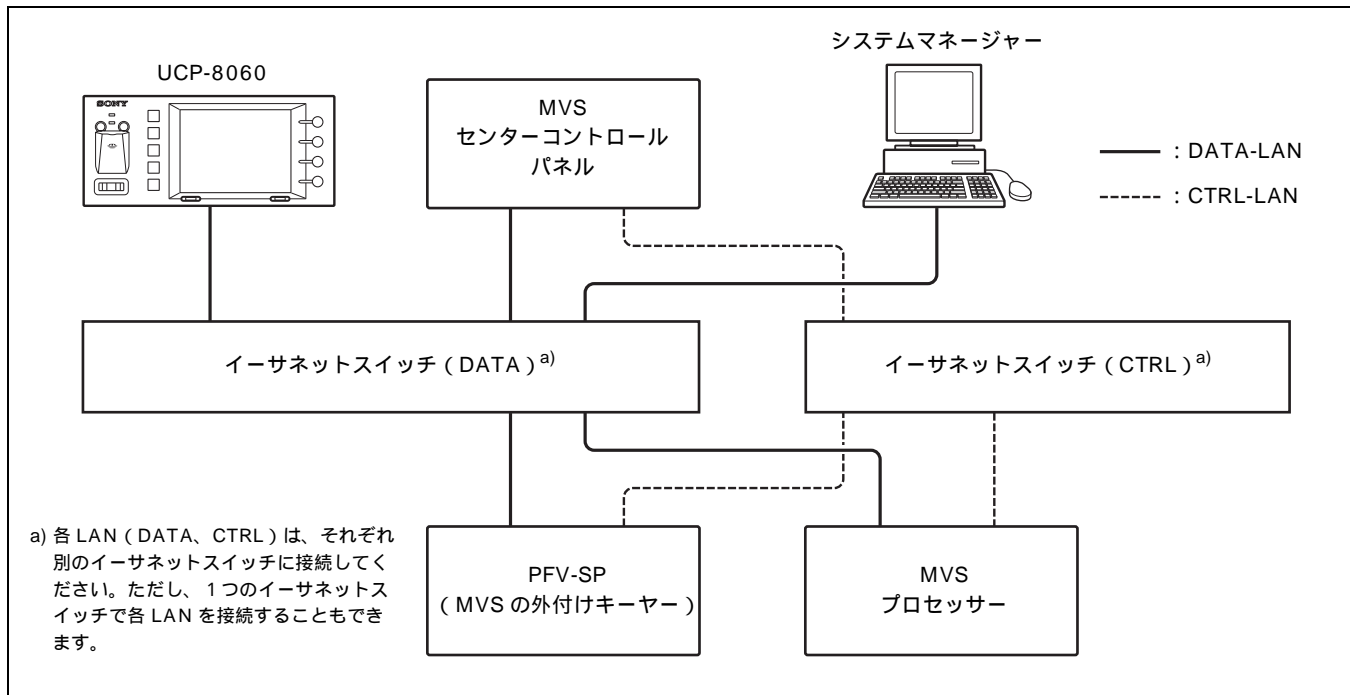 システムマネージャー
UCP-8060
SONY
MVS
センターコントロール
パネル
: DATA-LAN
: CTRL-LAN
イーサネットスイッチ（DATA）a)
イーサネットスイッチ（CTRL）a)
a) 各 LAN（DATA、CTRL）は、それぞれ
別のイーサネットスイッチに接続してく
ださい。ただし、1つのイーサネットス
イッチで各 LAN を接続することもでき
ます。
PFV-SP
（MVS の外付けキーヤー）
MVS
プロセッサー